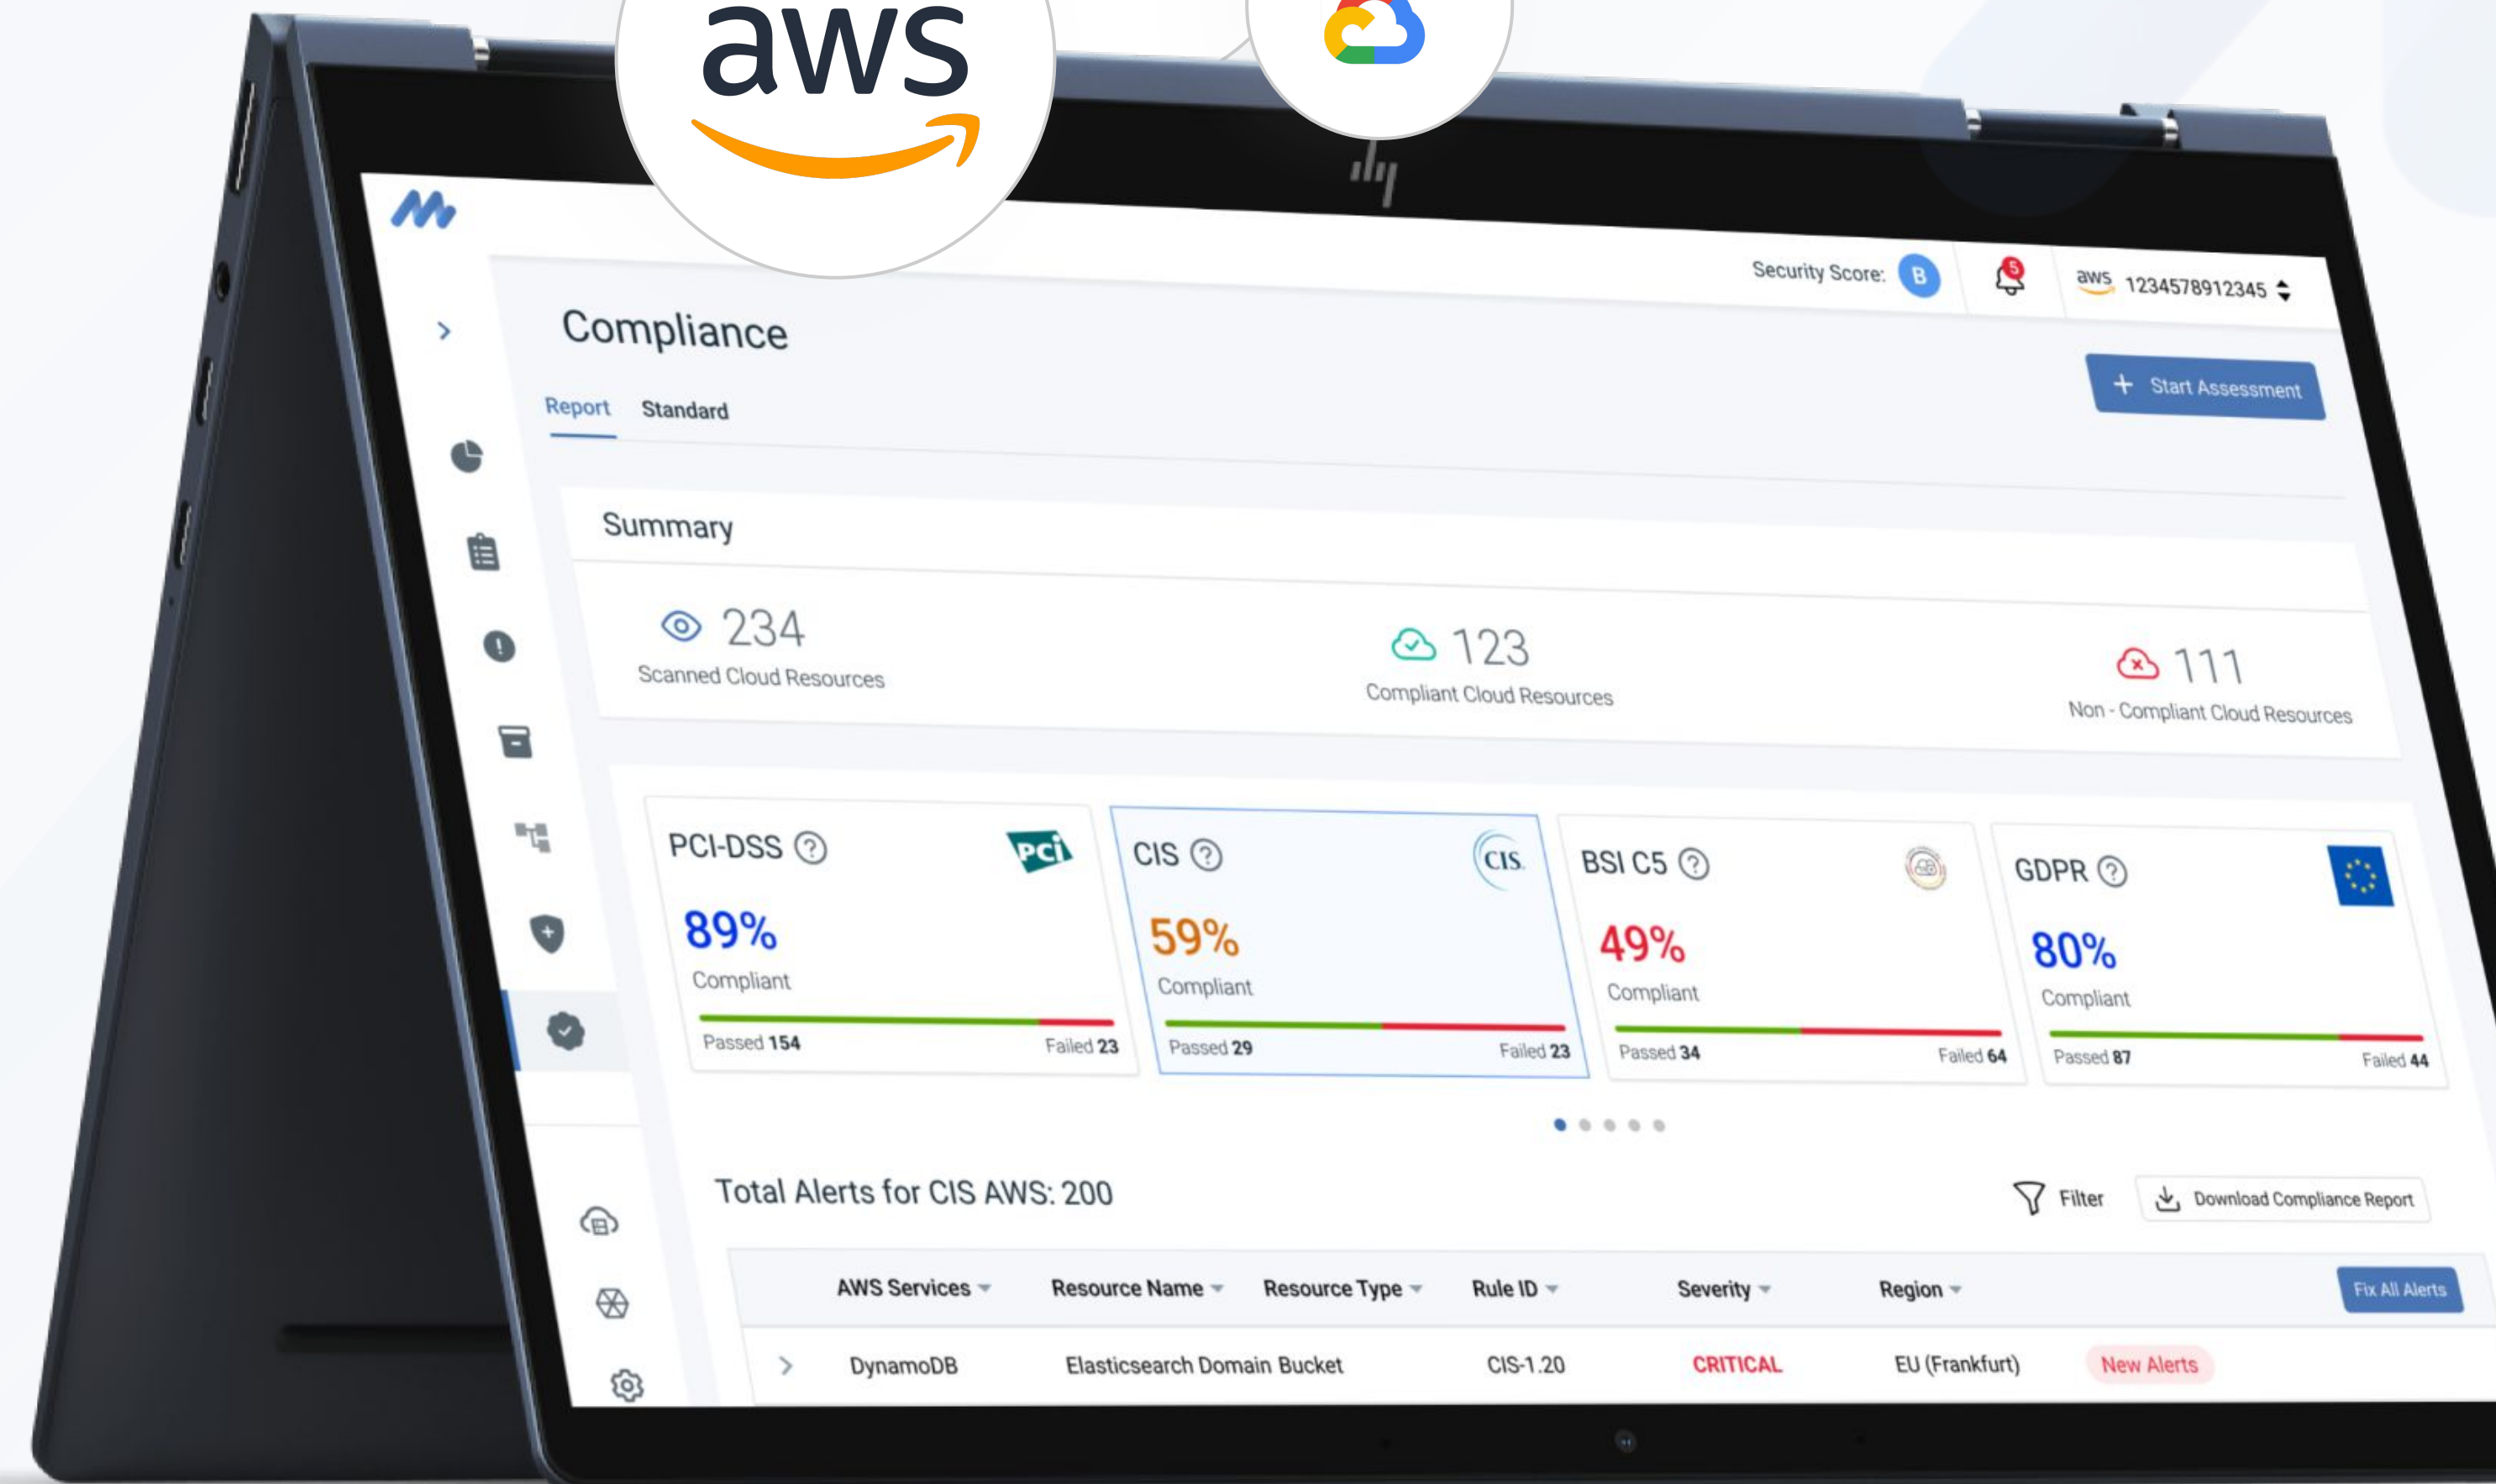 aws
hp
Security Score: B
5
aws 1234578912345
Compliance
+ Start Assessment
Report Standard
Summary
234
Scanned Cloud Resources
123
Compliant Cloud Resources
111
Non - Compliant Cloud Resources
PCI-DSS ?
PCI
89%
Compliant
Passed 154 Failed 23
CIS ?
CIS.
59%
Compliant
Passed 29 Failed 23
BSI C5 ?
49%
Compliant
Passed 34 Failed 64
GDPR ?
80%
Compliant
Passed 87 Failed 44
Total Alerts for CIS AWS: 200
Filter Download Compliance Report
AWS Services Resource Name Resource Type Rule ID Severity Region Fix All Alerts
DynamoDB Elasticsearch Domain Bucket CIS-1.20 CRITICAL EU (Frankfurt) New Alerts